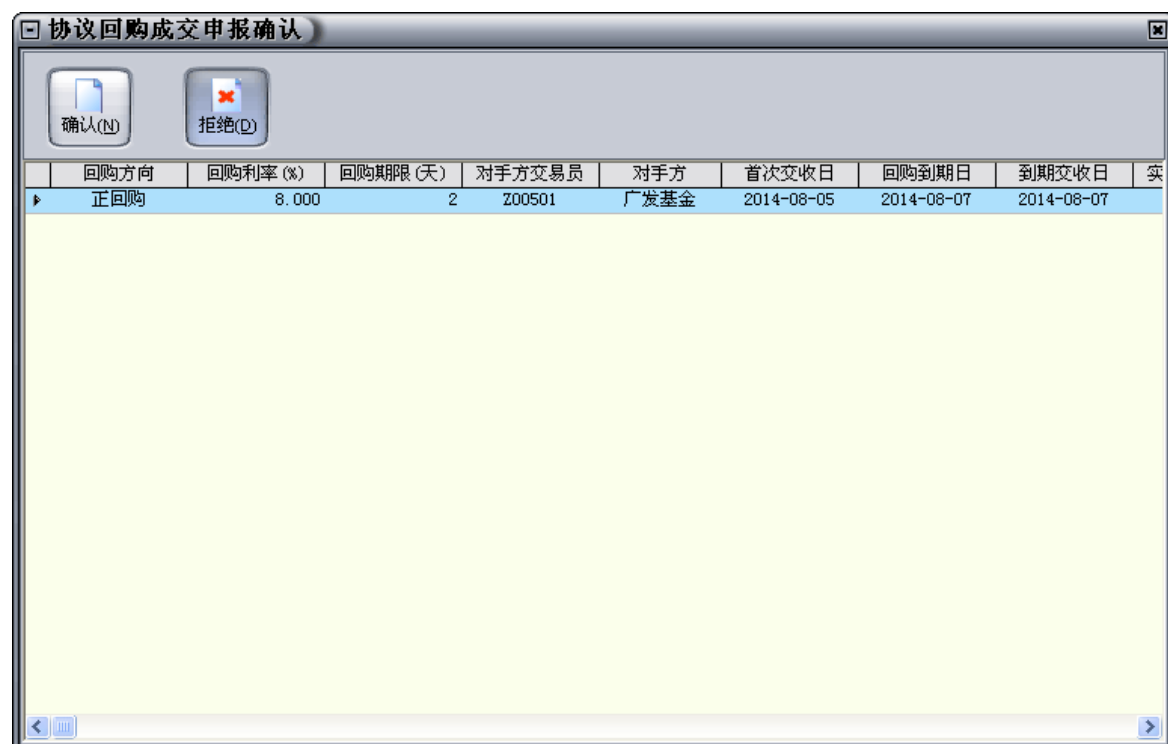 协议回购成交申报确认
确认(N) 拒绝(D)
回购方向 回购利率(%) 回购期限(天) 对手方交易员 对手方 首次交收日 回购到期日 到期交收日 实
正回购 8.000 2 Z00501 广发基金 2014-08-05 2014-08-07 2014-08-07